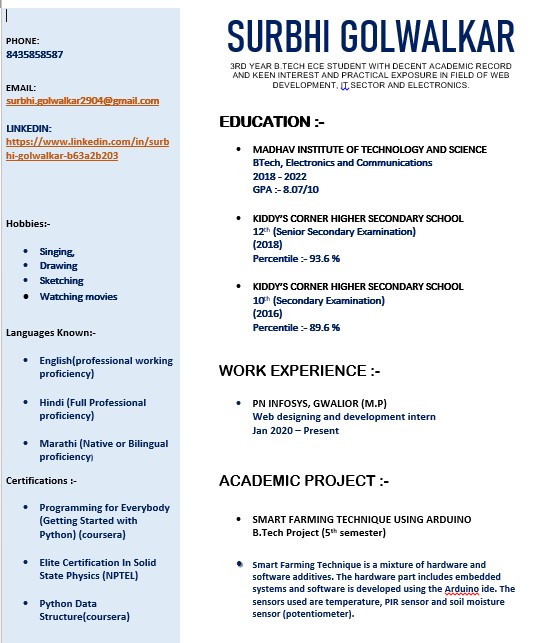 PHONE:
8435858587
EMAIL:
surbhi.golwalkar2904@gmail.com
LINKEDIN:
https://www.linkedin.com/in/surb
hi-golwalkar-b63a2b203
Hobbies:-
• Singing,
• Drawing
• Sketching
• Watching movies
Languages Known:-
• English(professional working
proficiency)
• Hindi (Full Professional
proficiency)
• Marathi (Native or Bilingual
proficiency)
Certifications :-
• Programming for Everybody
(Getting Started with
Python) (coursera)
• Elite Certification In Solid
State Physics (NPTEL)
• Python Data
Structure(coursera)
SURBHI GOLWALKAR
3RD YEAR B.TECH ECE STUDENT WITH DECENT ACADEMIC RECORD
AND KEEN INTEREST AND PRACTICAL EXPOSURE IN FIELD OF WEB
DEVELOPMENT, IT SECTOR AND ELECTRONICS.
EDUCATION :-
• MADHAV INSTITUTE OF TECHNOLOGY AND SCIENCE
BTech, Electronics and Communications
2018 - 2022
GPA :- 8.07/10
• KIDDY'S CORNER HIGHER SECONDARY SCHOOL
12th (Senior Secondary Examination)
(2018)
Percentile :- 93.6 %
• KIDDY'S CORNER HIGHER SECONDARY SCHOOL
10th (Secondary Examination)
(2016)
Percentile :- 89.6 %
WORK EXPERIENCE :-
• PN INFOSYS, GWALIOR (M.P)
Web designing and development intern
Jan 2020 – Present
ACADEMIC PROJECT :-
• SMART FARMING TECHNIQUE USING ARDUINO
B.Tech Project (5th semester)
• Smart Farming Technique is a mixture of hardware and
software additives. The hardware part includes embedded
systems and software is developed using the Arduino ide. The
sensors used are temperature, PIR sensor and soil moisture
sensor (potentiometer).